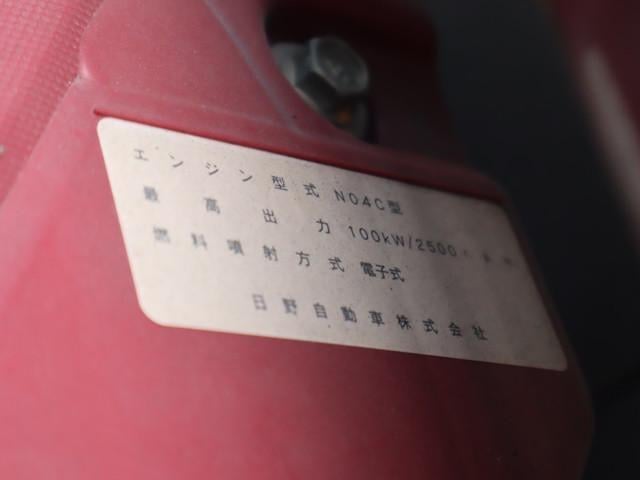 エンジン型式 N04C型
最高出力 100kW/2500
燃料噴射方式 電子式
日野自動車株式会社